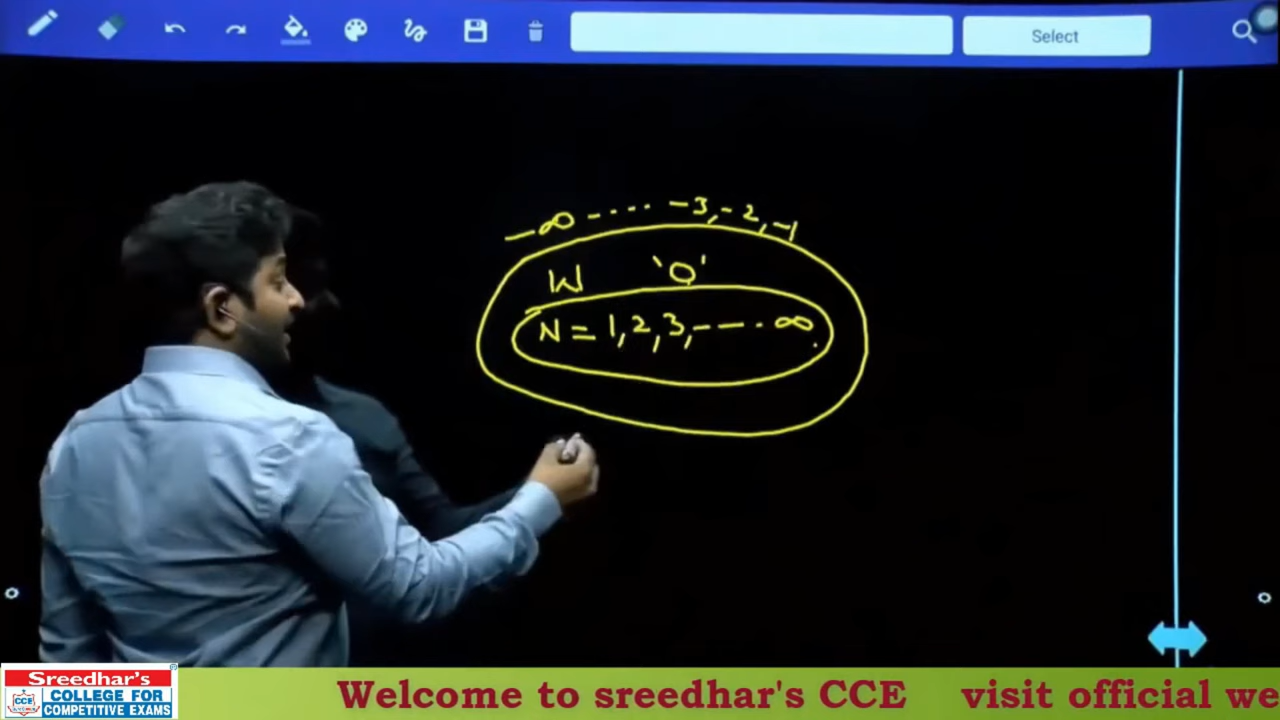 Select
-∞ - .... -3, -2, -1
W '0'
N = 1, 2, 3, - - - . ∞
Sreedhar's
CCE
COLLEGE FOR
COMPETITIVE EXAMS
Welcome to sreedhar's CCE visit official we